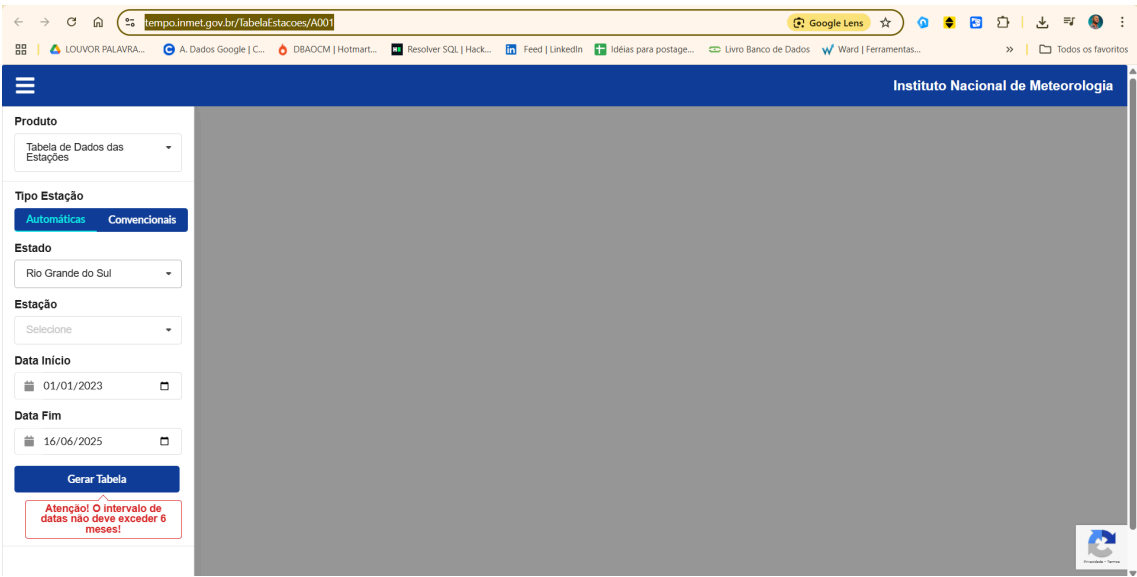 tempo.inmet.gov.br/TabelaEstacoes/A001
Google Lens
LOUVOR PALAVRA...
A. Dados Google | C...
DBAOCM | Hotmart...
Resolver SQL | Hack...
Feed | LinkedIn
Idéias para postage...
Livro Banco de Dados
Ward | Ferramentas...
»
Todos os favoritos
Instituto Nacional de Meteorologia
Produto
Tabela de Dados das
Estações
Tipo Estação
Automáticas
Convencionais
Estado
Rio Grande do Sul
Estação
Selecione
Data Início
01/01/2023
Data Fim
16/06/2025
Gerar Tabela
Atenção! O intervalo de
datas não deve exceder 6
meses!
Privacidade - Termos